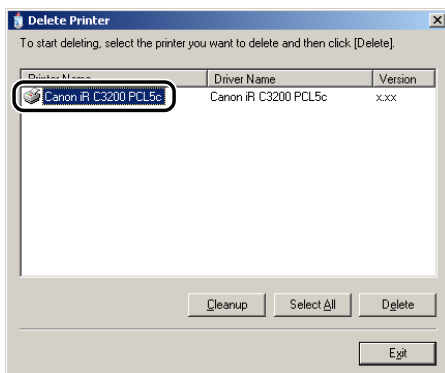 Delete Printer
To start deleting, select the printer you want to delete and then click [Delete].
Printer Name Driver Name Version
Canon iR C3200 PCL5c Canon iR C3200 PCL5c x.xx
Cleanup Select All Delete
Exit